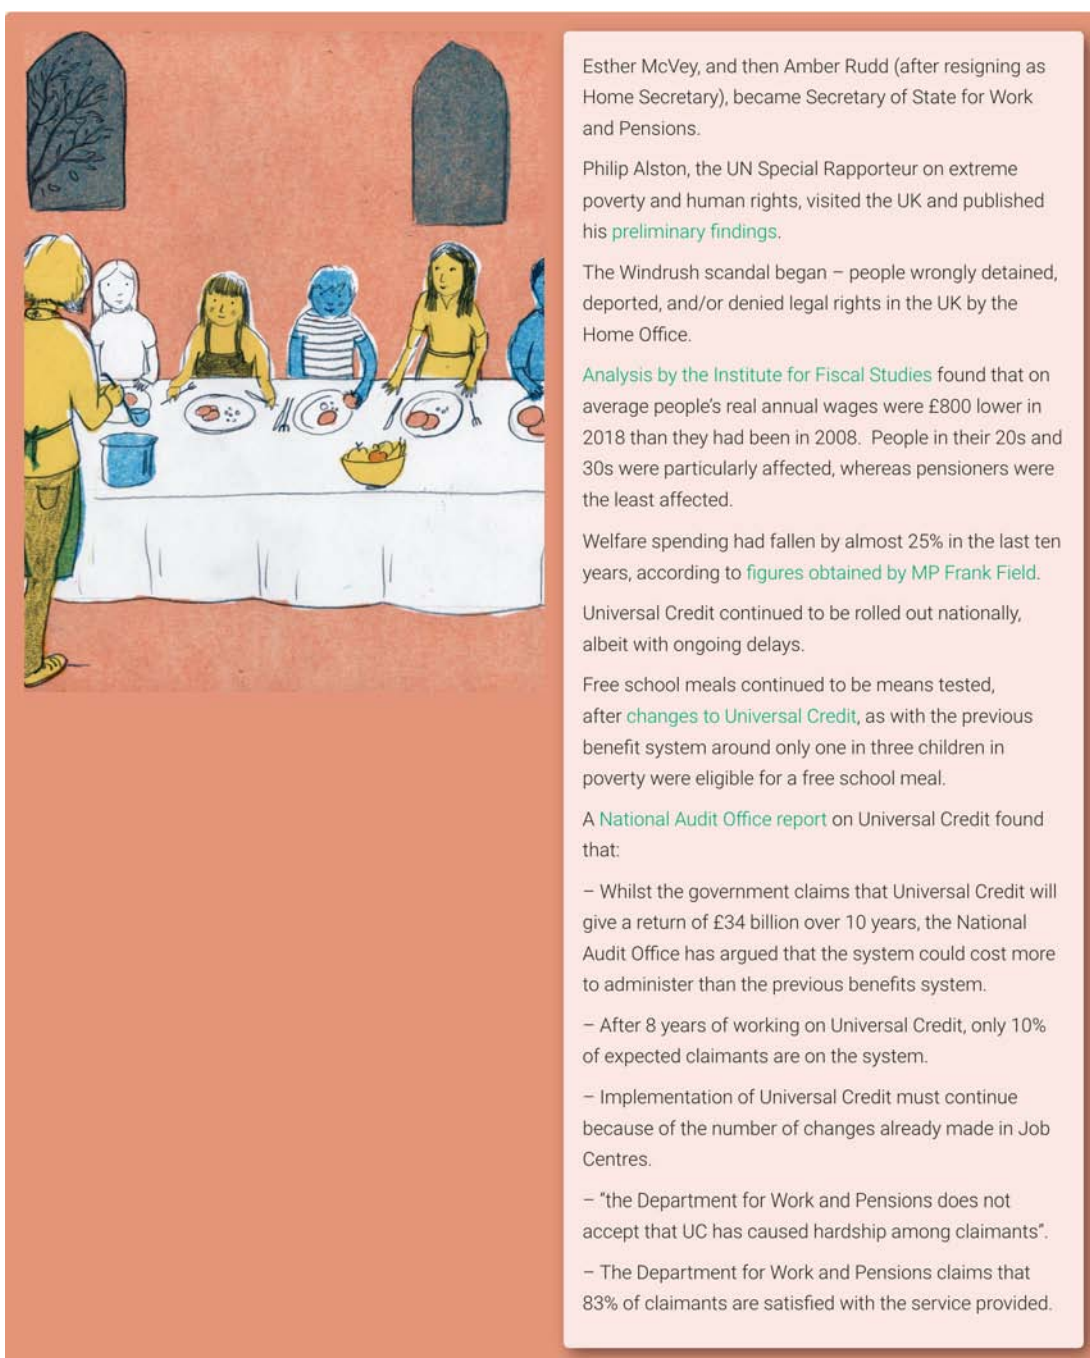 Esther McVey, and then Amber Rudd (after resigning as
Home Secretary), became Secretary of State for Work
and Pensions.
Philip Alston, the UN Special Rapporteur on extreme
poverty and human rights, visited the UK and published
his preliminary findings.
The Windrush scandal began – people wrongly detained,
deported, and/or denied legal rights in the UK by the
Home Office.
Analysis by the Institute for Fiscal Studies found that on
average people's real annual wages were £800 lower in
2018 than they had been in 2008.  People in their 20s and
30s were particularly affected, whereas pensioners were
the least affected.
Welfare spending had fallen by almost 25% in the last ten
years, according to figures obtained by MP Frank Field.
Universal Credit continued to be rolled out nationally,
albeit with ongoing delays.
Free school meals continued to be means tested,
after changes to Universal Credit, as with the previous
benefit system around only one in three children in
poverty were eligible for a free school meal.
A National Audit Office report on Universal Credit found
that:
– Whilst the government claims that Universal Credit will
give a return of £34 billion over 10 years, the National
Audit Office has argued that the system could cost more
to administer than the previous benefits system.
– After 8 years of working on Universal Credit, only 10%
of expected claimants are on the system.
– Implementation of Universal Credit must continue
because of the number of changes already made in Job
Centres.
– "the Department for Work and Pensions does not
accept that UC has caused hardship among claimants".
– The Department for Work and Pensions claims that
83% of claimants are satisfied with the service provided.